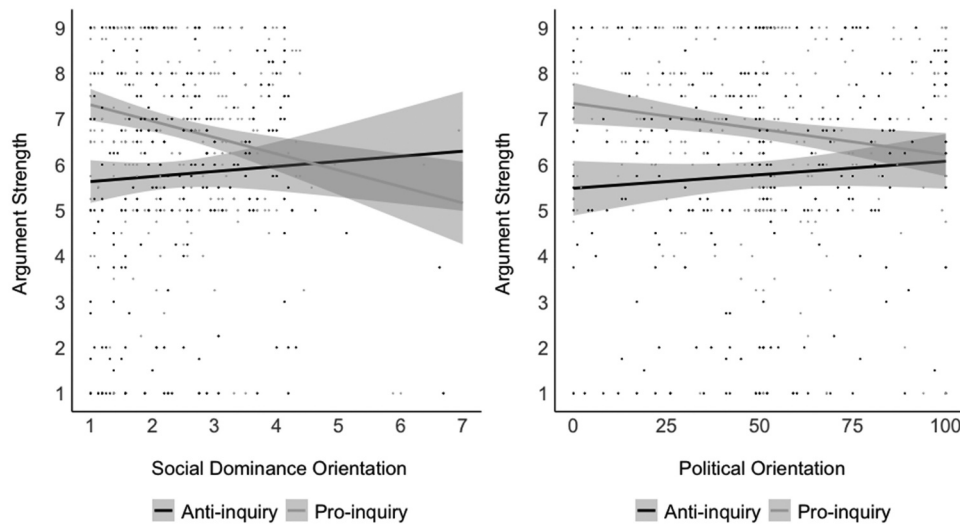 9
8
7
6
5
4
3
2
1
Argument Strength
1 2 3 4 5 6 7
Social Dominance Orientation
Anti-inquiry Pro-inquiry
9
8
7
6
5
4
3
2
1
Argument Strength
0 25 50 75 100
Political Orientation
Anti-inquiry Pro-inquiry